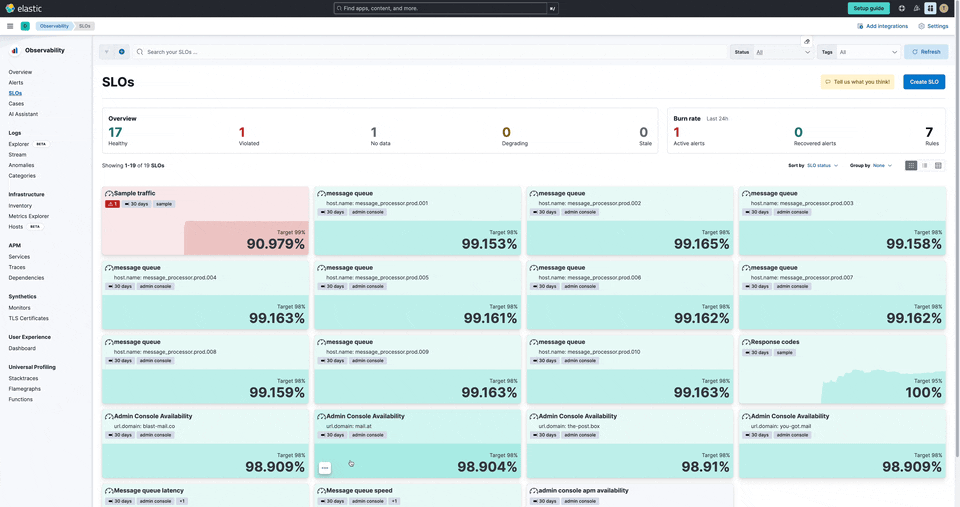 elastic
Find apps, content, and more.
⌘/
Setup guide
D
Observability
SLOs
Add integrations
Settings
Observability
Overview
Alerts
SLOs
Cases
AI Assistant
Logs
Explorer BETA
Stream
Anomalies
Categories
Infrastructure
Inventory
Metrics Explorer
Hosts BETA
APM
Services
Traces
Dependencies
Synthetics
Monitors
TLS Certificates
User Experience
Dashboard
Universal Profiling
Stacktraces
Flamegraphs
Functions
Search your SLOs ...
Status All
Tags All
Refresh
SLOs
Tell us what you think!
Create SLO
Overview
17 1 1 0 0
Healthy Violated No data Degrading Stale
Burn rate Last 24h
1 0 7
Active alerts Recovered alerts Rules
Showing 1-19 of 19 SLOs
Sort by SLO status
Group by None
Sample traffic
1 30 days sample
Target 99%
90.979%
message queue
host.name: message_processor.prod.001
30 days admin console
Target 98%
99.153%
message queue
host.name: message_processor.prod.002
30 days admin console
Target 98%
99.165%
message queue
host.name: message_processor.prod.003
30 days admin console
Target 98%
99.158%
message queue
host.name: message_processor.prod.004
30 days admin console
Target 98%
99.163%
message queue
host.name: message_processor.prod.005
30 days admin console
Target 98%
99.161%
message queue
host.name: message_processor.prod.006
30 days admin console
Target 98%
99.162%
message queue
host.name: message_processor.prod.007
30 days admin console
Target 98%
99.162%
message queue
host.name: message_processor.prod.008
30 days admin console
Target 98%
99.159%
message queue
host.name: message_processor.prod.009
30 days admin console
Target 98%
99.163%
message queue
host.name: message_processor.prod.010
30 days admin console
Target 98%
99.163%
Response codes
30 days sample
Target 95%
100%
Admin Console Availability
url.domain: blast-mail.co
30 days admin console
Target 98%
98.909%
Admin Console Availability
url.domain: mail.at
30 days admin console
Target 98%
98.904%
Admin Console Availability
url.domain: the-post.box
30 days admin console
Target 98%
98.91%
Admin Console Availability
url.domain: you-got.mail
30 days admin console
Target 98%
98.909%
Message queue latency
30 days admin console +1
Message queue speed
30 days admin console +1
admin console apm availability
30 days admin console